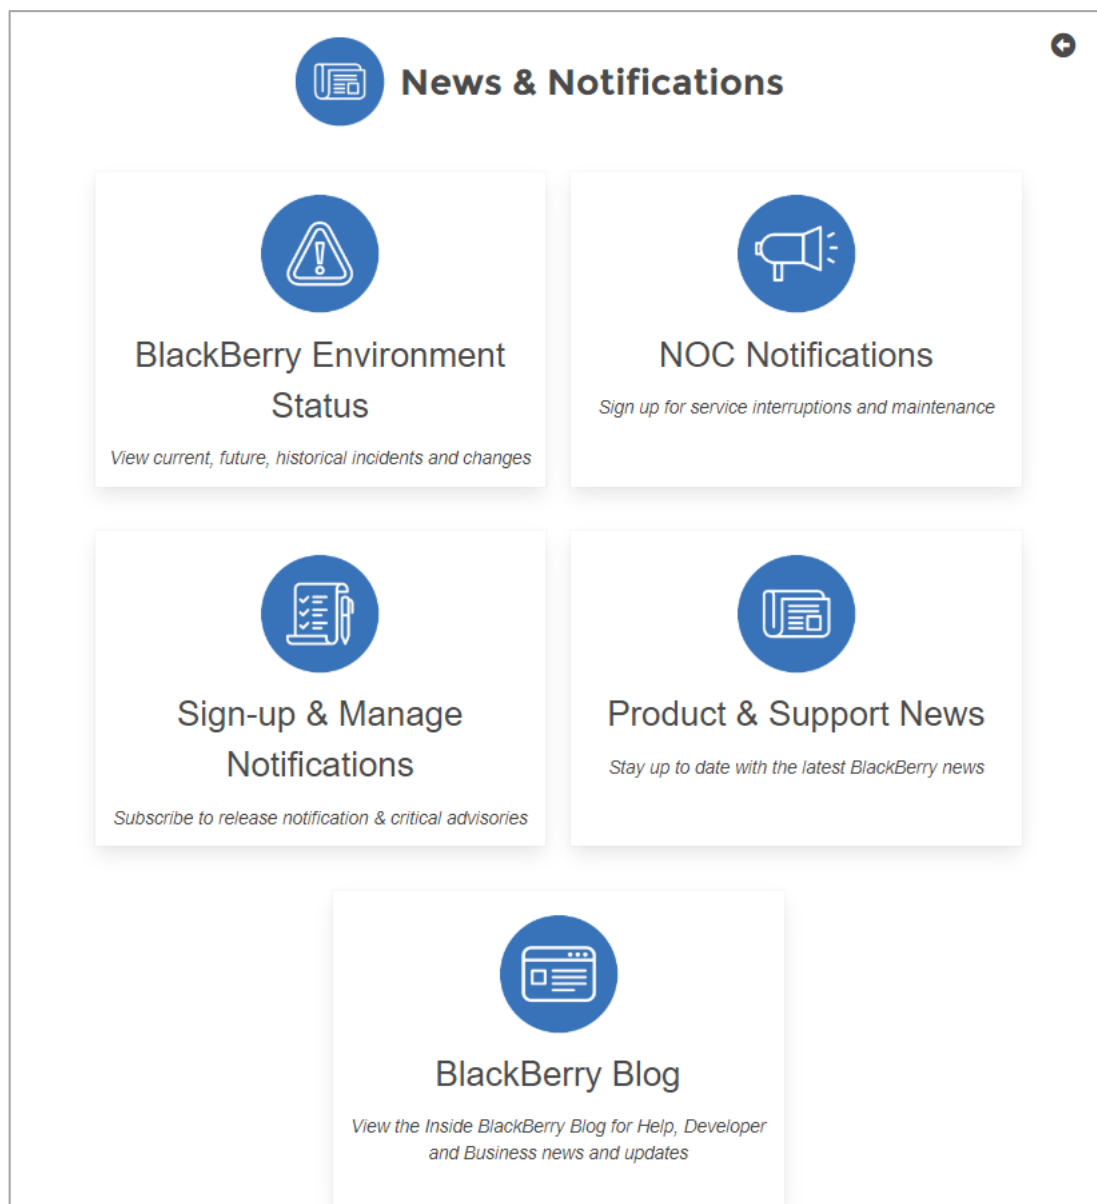 News & Notifications
BlackBerry Environment
Status
View current, future, historical incidents and changes
NOC Notifications
Sign up for service interruptions and maintenance
Sign-up & Manage
Notifications
Subscribe to release notification & critical advisories
Product & Support News
Stay up to date with the latest BlackBerry news
BlackBerry Blog
View the Inside BlackBerry Blog for Help, Developer
and Business news and updates